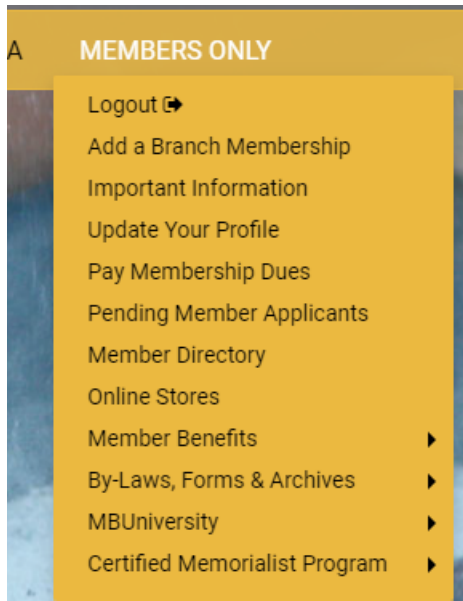 A MEMBERS ONLY
Logout
Add a Branch Membership
Important Information
Update Your Profile
Pay Membership Dues
Pending Member Applicants
Member Directory
Online Stores
Member Benefits
By-Laws, Forms & Archives
MBUniversity
Certified Memorialist Program